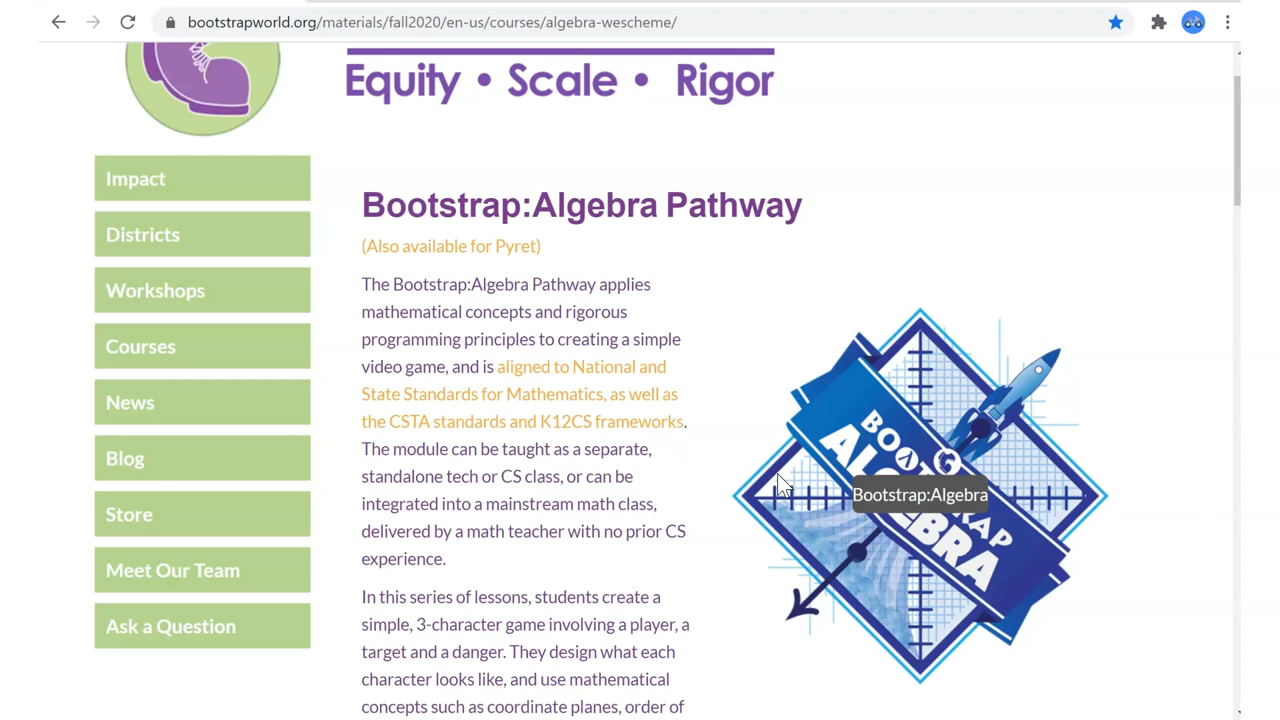 bootstrapworld.org/materials/fall2020/en-us/courses/algebra-wescheme/
Equity • Scale • Rigor
Impact
Districts
Workshops
Courses
News
Blog
Store
Meet Our Team
Ask a Question
Bootstrap:Algebra Pathway
(Also available for Pyret)
The Bootstrap:Algebra Pathway applies
mathematical concepts and rigorous
programming principles to creating a simple
video game, and is aligned to National and
State Standards for Mathematics, as well as
the CSTA standards and K12CS frameworks.
The module can be taught as a separate,
standalone tech or CS class, or can be
integrated into a mainstream math class,
delivered by a math teacher with no prior CS
experience.
In this series of lessons, students create a
simple, 3-character game involving a player, a
target and a danger. They design what each
character looks like, and use mathematical
concepts such as coordinate planes, order of
Bootstrap:Algebra